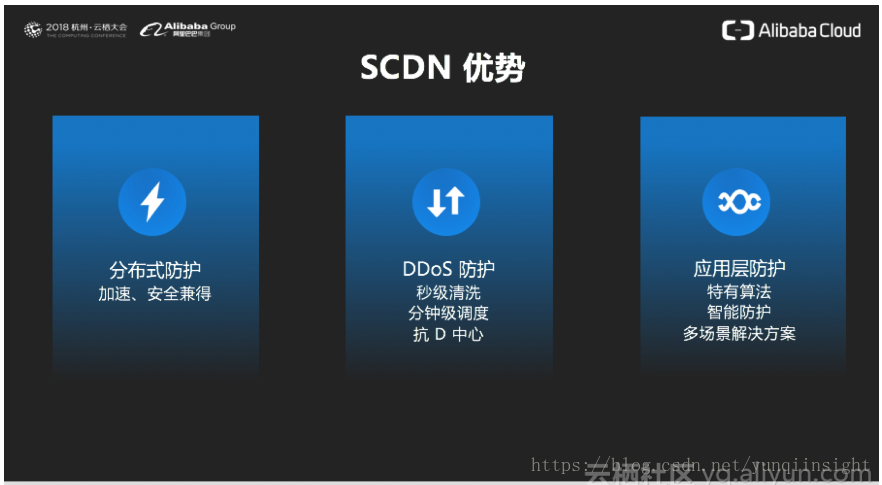 2018 杭州·云栖大会
THE COMPUTING CONFERENCE
Alibaba Group
阿里巴巴集团
Alibaba Cloud
SCDN 优势
分布式防护
加速、安全兼得
DDoS 防护
秒级清洗
分钟级调度
抗 D 中心
应用层防护
特有算法
智能防护
多场景解决方案
https://blog.csdn.net/yunqiinsight
云栖社区 yq.aliyun.com